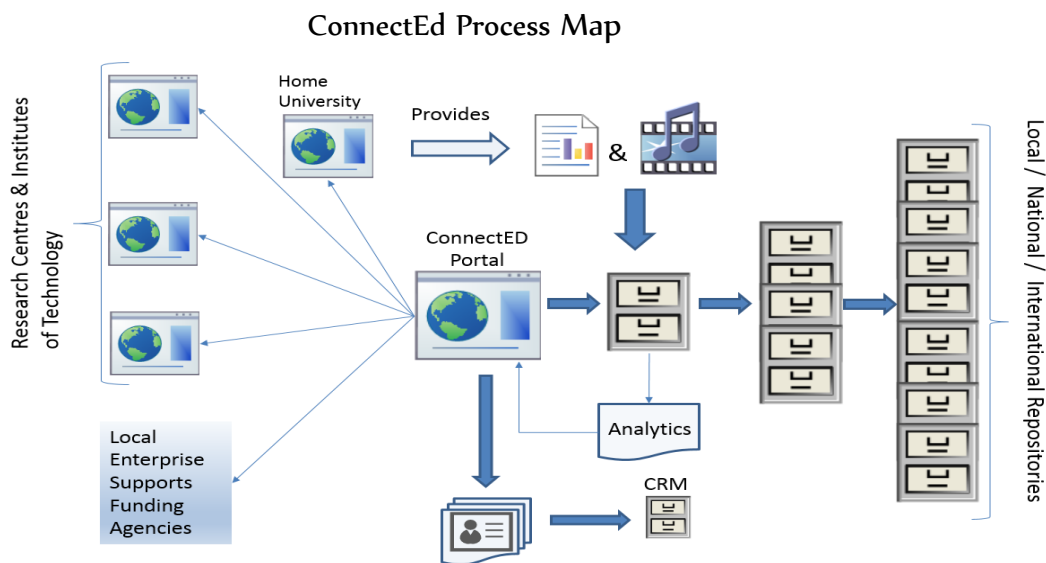 ConnectEd Process Map
Research Centres & Institutes
of Technology
Home
University
Provides
&
ConnectED
Portal
Analytics
Local
Enterprise
Supports
Funding
Agencies
CRM
Local / National / International Repositories